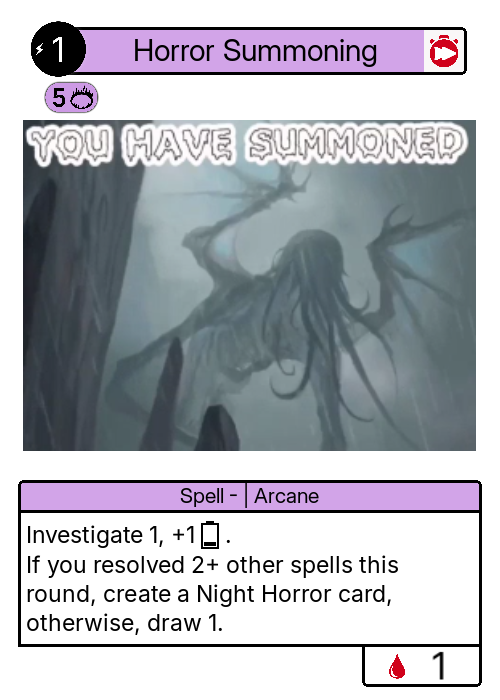 1
Horror Summoning
5
YOU HAVE SUMMONED
Spell - | Arcane
Investigate 1, +1 .
If you resolved 2+ other spells this
round, create a Night Horror card,
otherwise, draw 1.
1